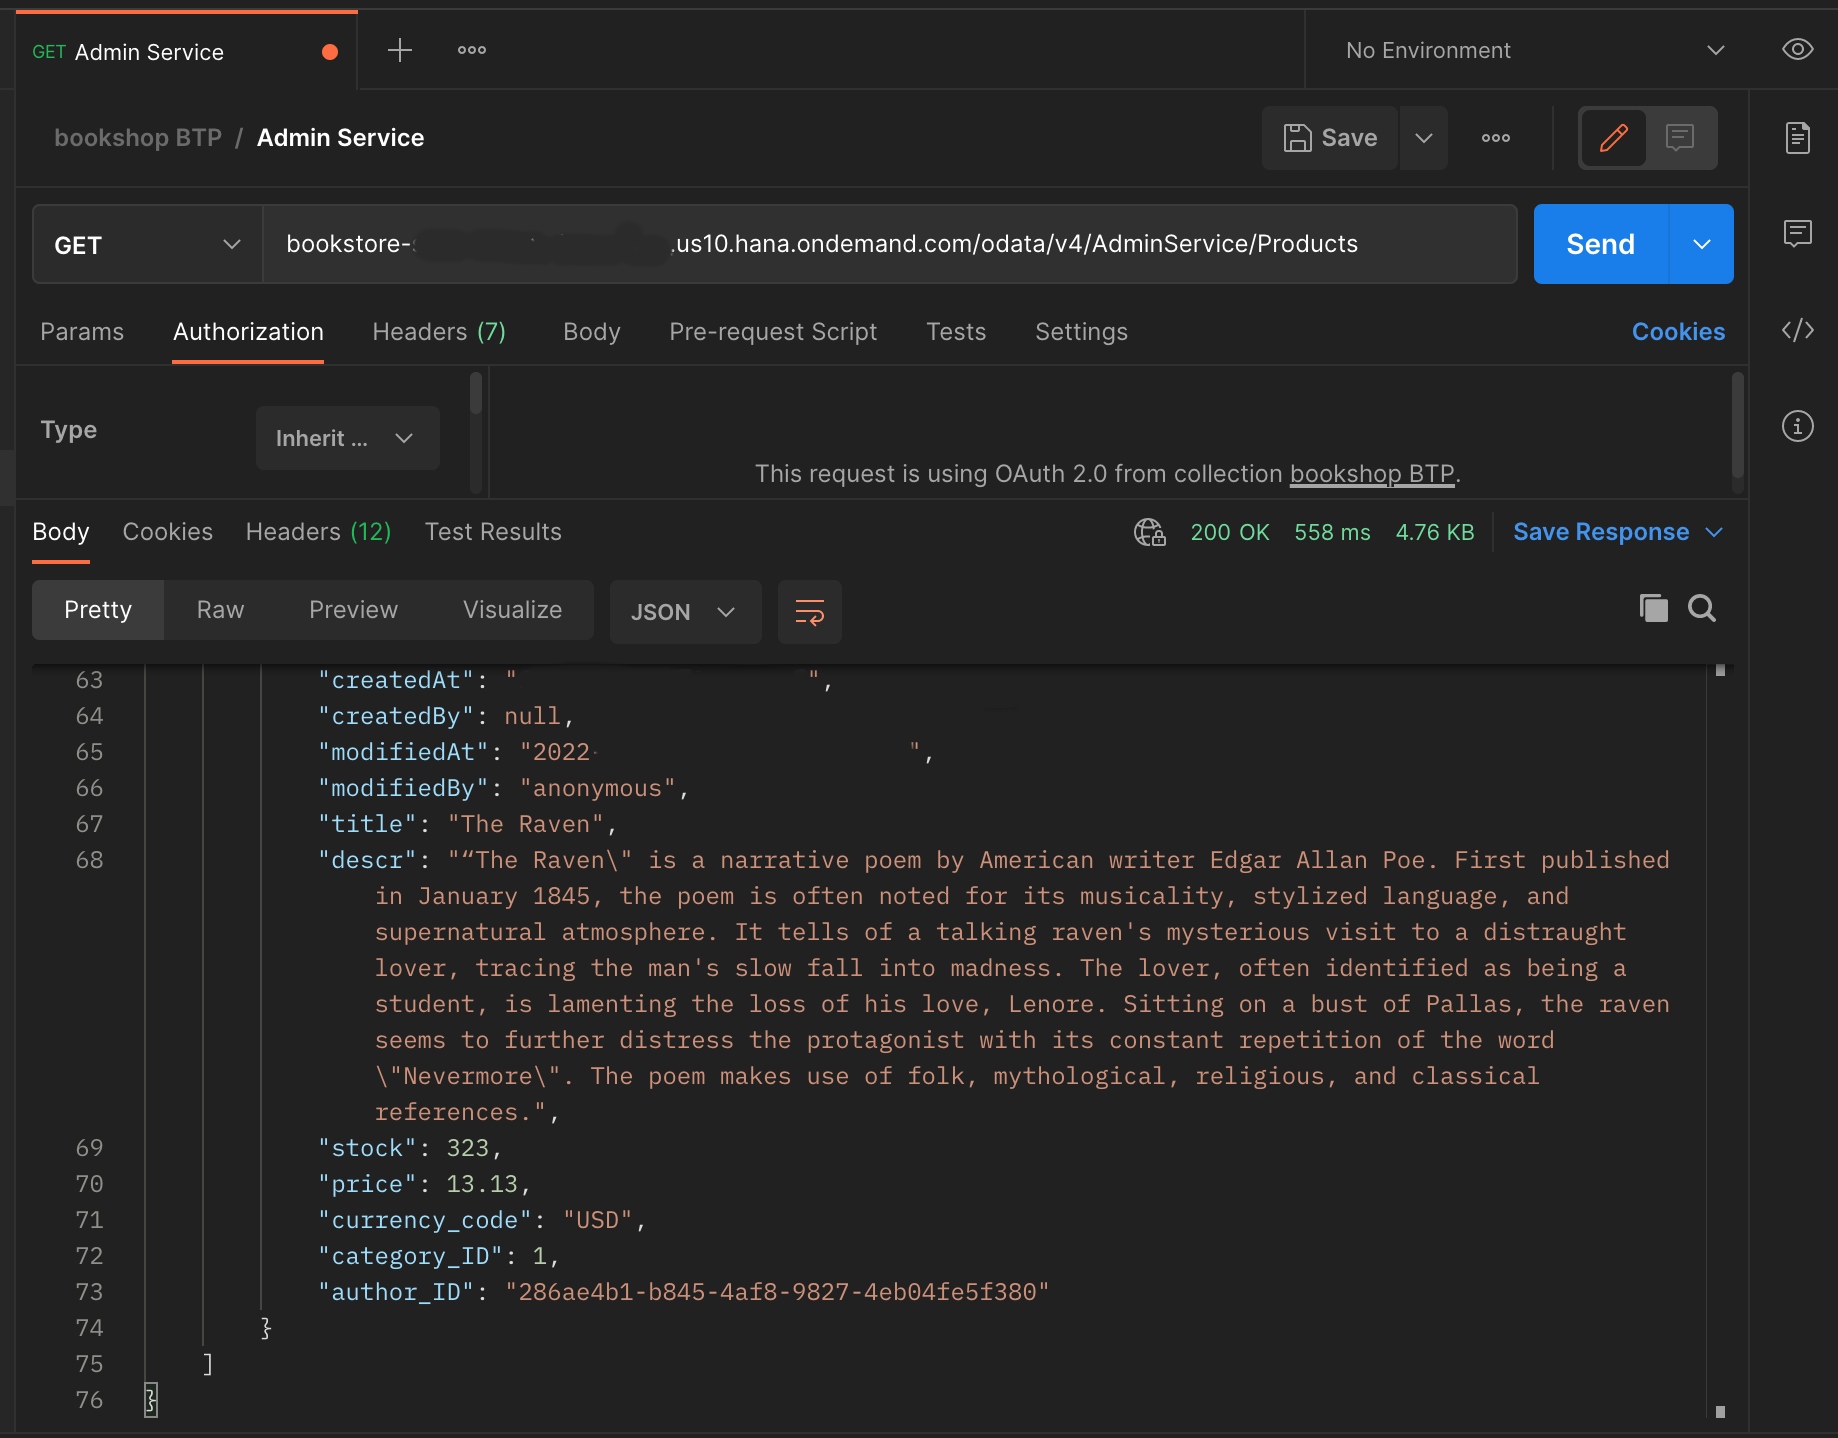 GET Admin Service
No Environment
bookshop BTP / Admin Service
Save
GET
bookstore- .us10.hana.ondemand.com/odata/v4/AdminService/Products
Send
Params Authorization Headers (7) Body Pre-request Script Tests Settings Cookies
Type
Inherit ...
This request is using OAuth 2.0 from collection bookshop BTP.
Body Cookies Headers (12) Test Results 200 OK 558 ms 4.76 KB Save Response
Pretty Raw Preview Visualize JSON
63 "createdAt": " ",
64 "createdBy": null,
65 "modifiedAt": "2022 ",
66 "modifiedBy": "anonymous",
67 "title": "The Raven",
68 "descr": "“The Raven\" is a narrative poem by American writer Edgar Allan Poe. First published
in January 1845, the poem is often noted for its musicality, stylized language, and
supernatural atmosphere. It tells of a talking raven's mysterious visit to a distraught
lover, tracing the man's slow fall into madness. The lover, often identified as being a
student, is lamenting the loss of his love, Lenore. Sitting on a bust of Pallas, the raven
seems to further distress the protagonist with its constant repetition of the word
\"Nevermore\". The poem makes use of folk, mythological, religious, and classical
references.",
69 "stock": 323,
70 "price": 13.13,
71 "currency_code": "USD",
72 "category_ID": 1,
73 "author_ID": "286ae4b1-b845-4af8-9827-4eb04fe5f380"
74 }
75 ]
76 }